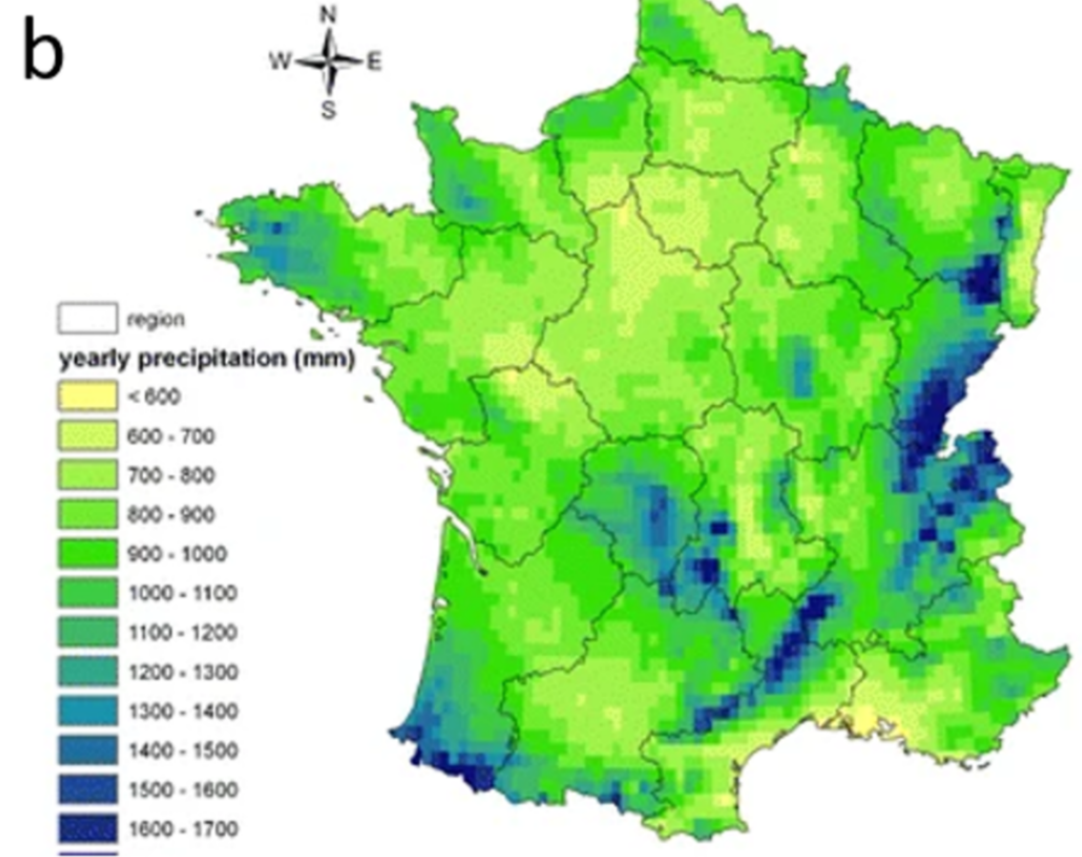 b
N
W E
S
region
yearly precipitation (mm)
< 600
600 - 700
700 - 800
800 - 900
900 - 1000
1000 - 1100
1100 - 1200
1200 - 1300
1300 - 1400
1400 - 1500
1500 - 1600
1600 - 1700